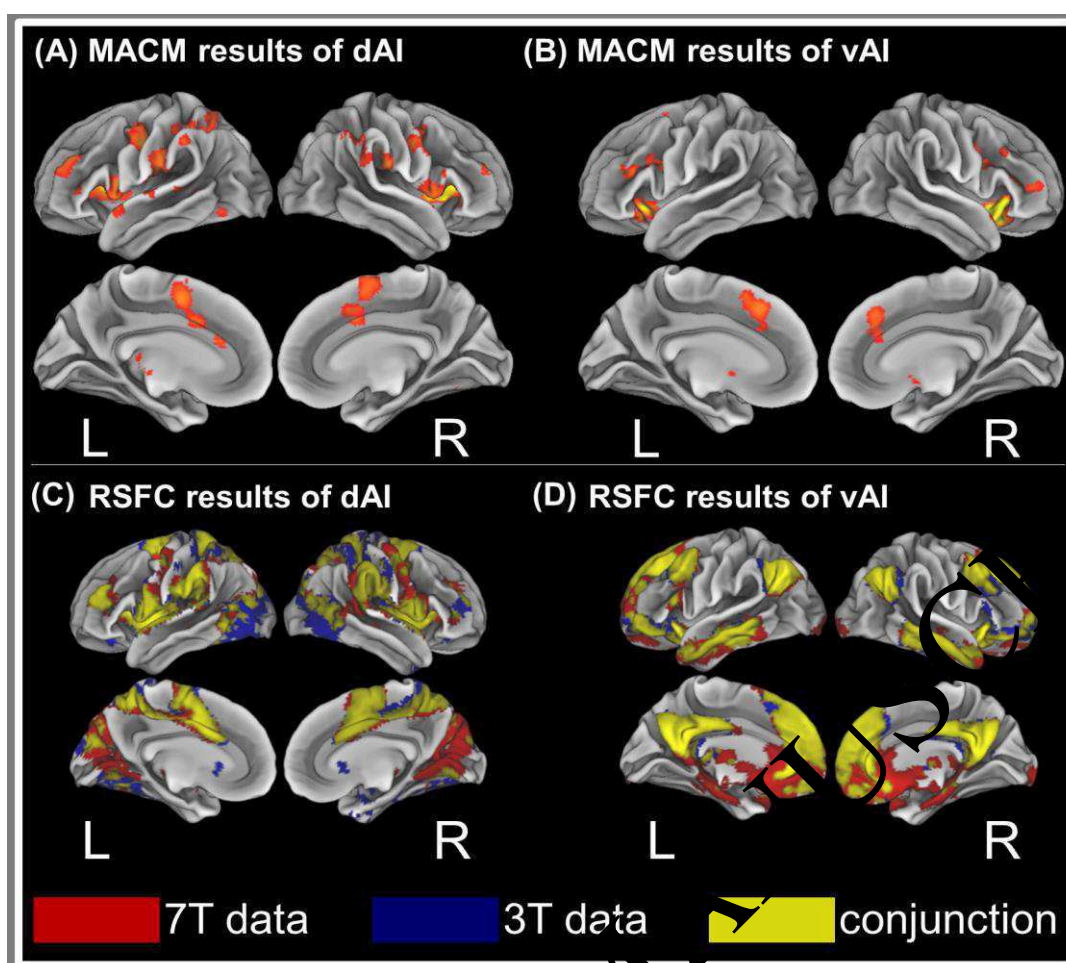 (A) MACM results of dAI
(B) MACM results of vAI
L R
L R
(C) RSFC results of dAI
(D) RSFC results of vAI
L R
L R
7T data 3T data conjunction